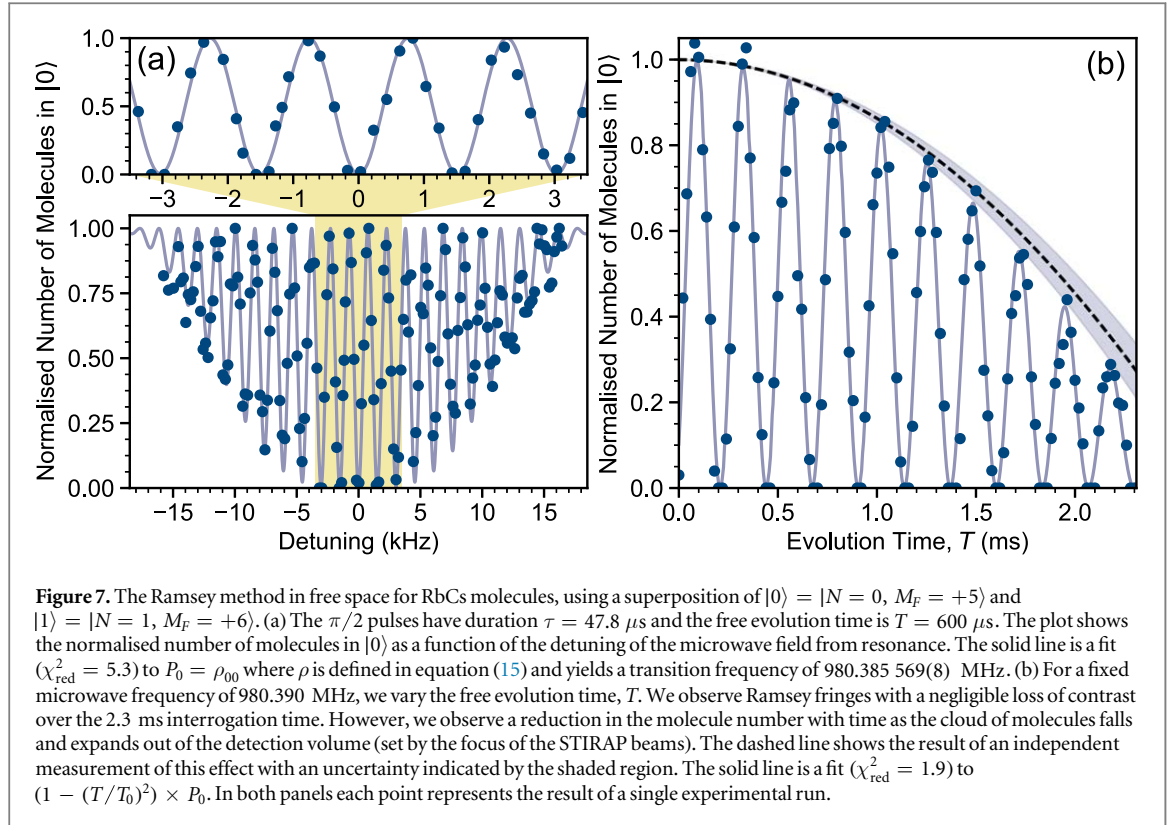 Normalised Number of Molecules in |0⟩
(a)
1.0
0.5
0.0
−3 −2 −1 0 1 2 3
1.00
0.75
0.50
0.25
0.00
−15 −10 −5 0 5 10 15
Detuning (kHz)
Normalised Number of Molecules in |0⟩
(b)
1.0
0.8
0.6
0.4
0.2
0.0
0.0 0.5 1.0 1.5 2.0
Evolution Time, T (ms)
Figure 7. The Ramsey method in free space for RbCs molecules, using a superposition of |0⟩ = |N = 0, M_F = +5⟩ and
|1⟩ = |N = 1, M_F = +6⟩. (a) The π/2 pulses have duration τ = 47.8 μs and the free evolution time is T = 600 μs. The plot shows
the normalised number of molecules in |0⟩ as a function of the detuning of the microwave field from resonance. The solid line is a fit
(χ²_red = 5.3) to P₀ = ρ₀₀ where ρ is defined in equation (15) and yields a transition frequency of 980.385 569(8) MHz. (b) For a fixed
microwave frequency of 980.390 MHz, we vary the free evolution time, T. We observe Ramsey fringes with a negligible loss of contrast
over the 2.3 ms interrogation time. However, we observe a reduction in the molecule number with time as the cloud of molecules falls
and expands out of the detection volume (set by the focus of the STIRAP beams). The dashed line shows the result of an independent
measurement of this effect with an uncertainty indicated by the shaded region. The solid line is a fit (χ²_red = 1.9) to
(1 − (T/T₀)²) × P₀. In both panels each point represents the result of a single experimental run.